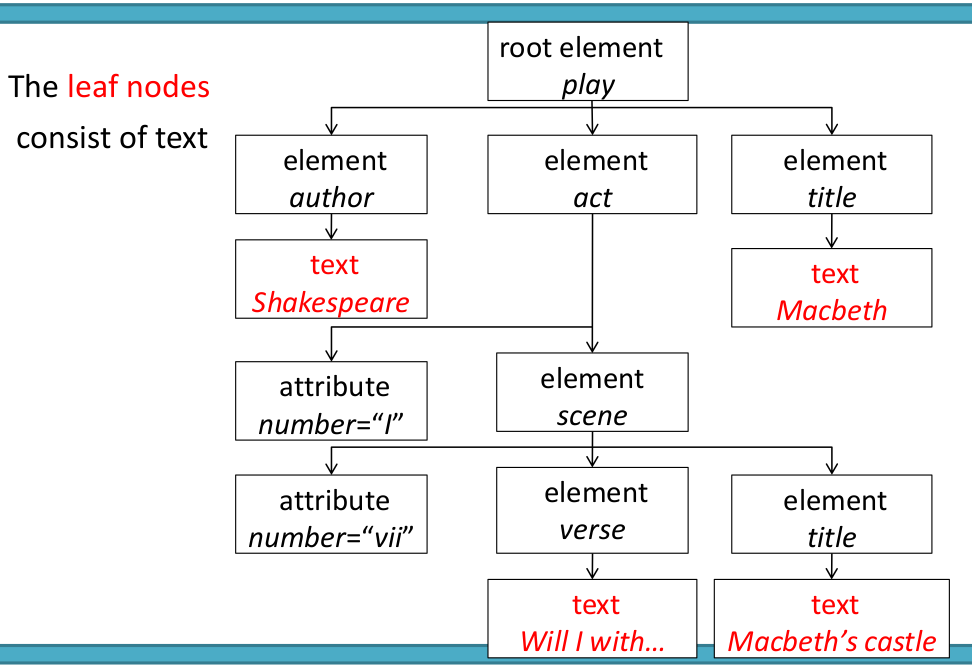 The leaf nodes
consist of text
root element
play
element
author
element
act
element
title
text
Shakespeare
text
Macbeth
attribute
number=“I”
element
scene
attribute
number=“vii”
element
verse
element
title
text
Will I with…
text
Macbeth’s castle